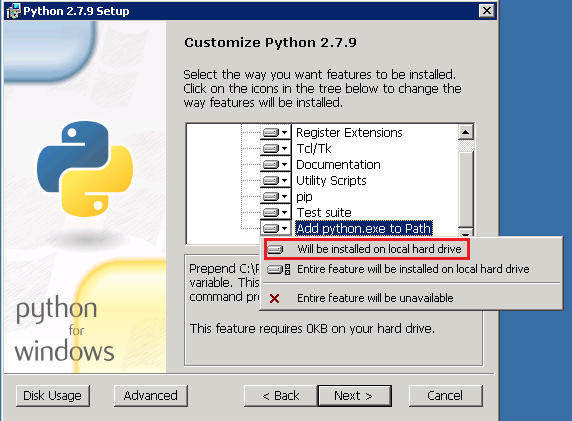 Python 2.7.9 Setup
Customize Python 2.7.9
Select the way you want features to be installed.
Click on the icons in the tree below to change the
way features will be installed.
Register Extensions
Tcl/Tk
Documentation
Utility Scripts
pip
Test suite
Add python.exe to Path
Will be installed on local hard drive
Entire feature will be installed on local hard drive
Entire feature will be unavailable
Prepend C:\
variable. This
command
This feature requires 0KB on your hard drive.
python
for
windows
Disk Usage
Advanced
< Back
Next >
Cancel